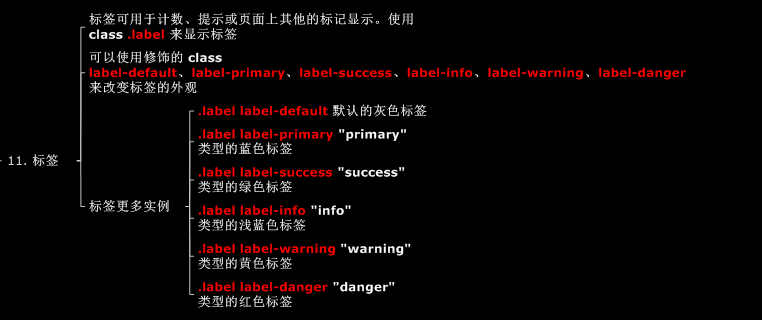 标签可用于计数、提示或页面上其他的标记显示。使用
class .label 来显示标签
可以使用修饰的 class
label-default、label-primary、label-success、label-info、label-warning、label-danger
来改变标签的外观
11. 标签
标签更多实例
.label label-default 默认的灰色标签
.label label-primary "primary"
类型的蓝色标签
.label label-success "success"
类型的绿色标签
.label label-info "info"
类型的浅蓝色标签
.label label-warning "warning"
类型的黄色标签
.label label-danger "danger"
类型的红色标签